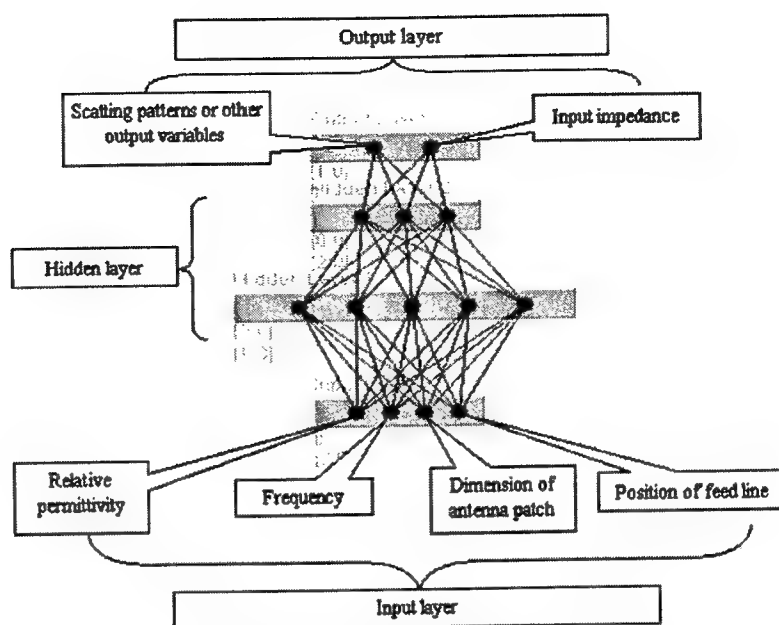 Output layer
Scatting patterns or other
output variables
Input impedance
Hidden layer
Relative
permittivity
Frequency
Dimension of
antenna patch
Position of feed line
Input layer